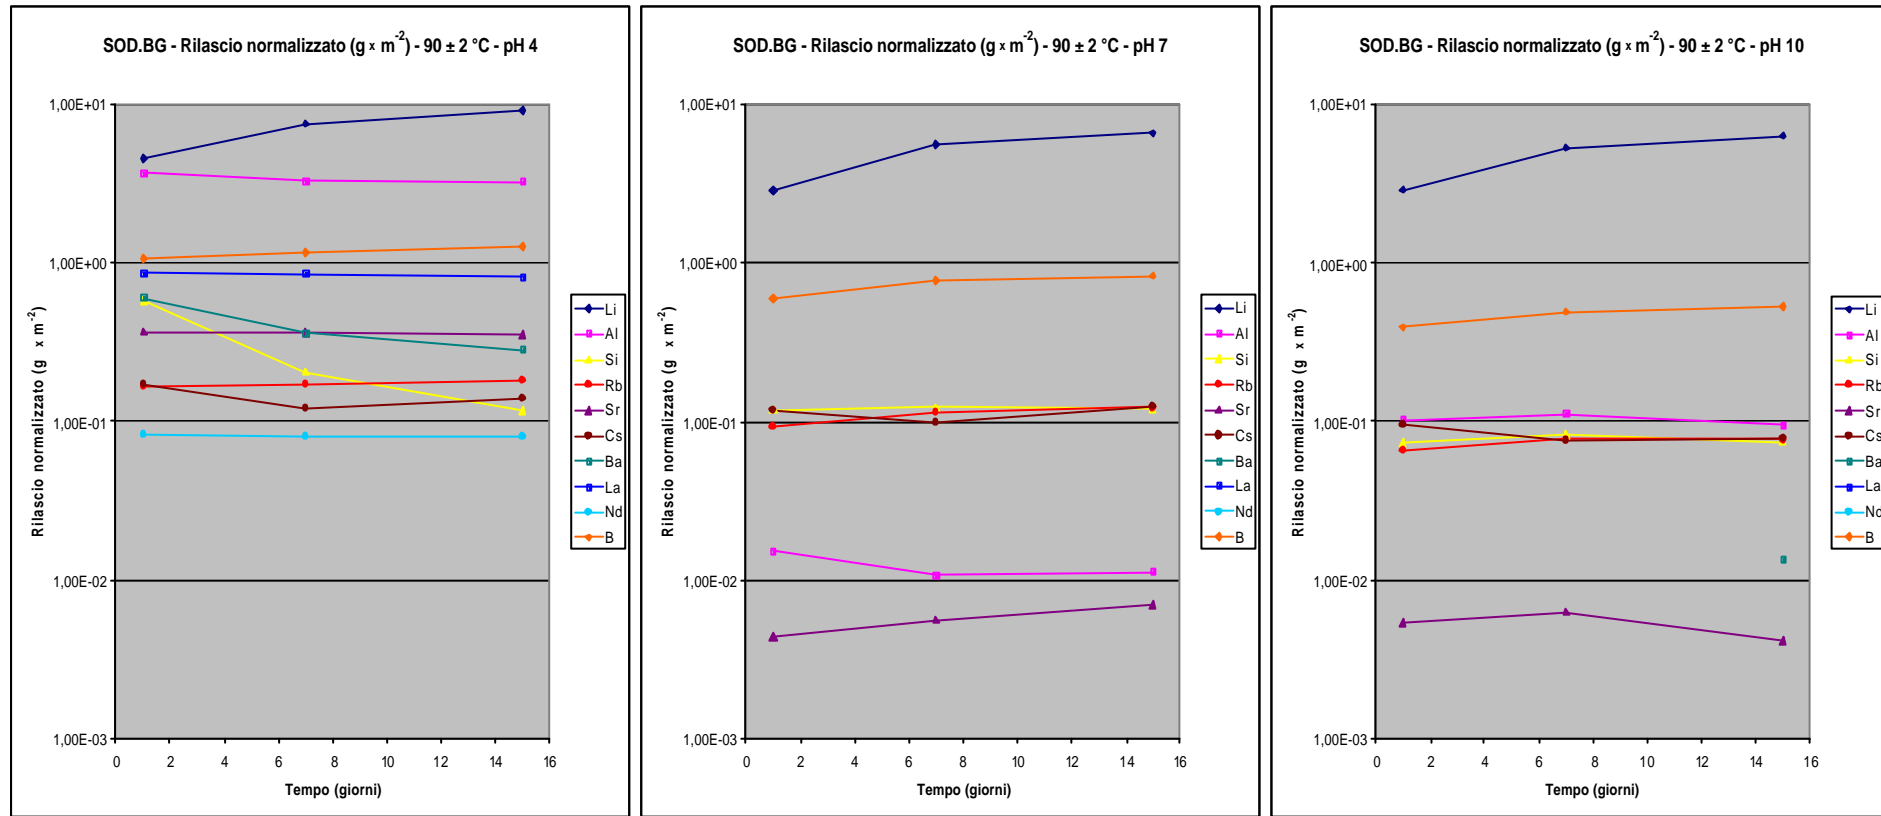 SOD.BG - Rilascio normalizzato (g x m-2) - 90 ± 2 °C - pH 4
1,00E+01
1,00E+00
1,00E-01
1,00E-02
1,00E-03
0 2 4 6 8 10 12 14 16
Tempo (giorni)
Rilascio normalizzato (g x m-2)
Li
Al
Si
Rb
Sr
Cs
Ba
La
Nd
B
SOD.BG - Rilascio normalizzato (g x m-2) - 90 ± 2 °C - pH 7
1,00E+01
1,00E+00
1,00E-01
1,00E-02
1,00E-03
0 2 4 6 8 10 12 14 16
Tempo (giorni)
Rilascio normalizzato (g x m-2)
Li
Al
Si
Rb
Sr
Cs
Ba
La
Nd
B
SOD.BG - Rilascio normalizzato (g x m-2) - 90 ± 2 °C - pH 10
1,00E+01
1,00E+00
1,00E-01
1,00E-02
1,00E-03
0 2 4 6 8 10 12 14 16
Tempo (giorni)
Rilascio normalizzato (g x m-2)
Li
Al
Si
Rb
Sr
Cs
Ba
La
Nd
B